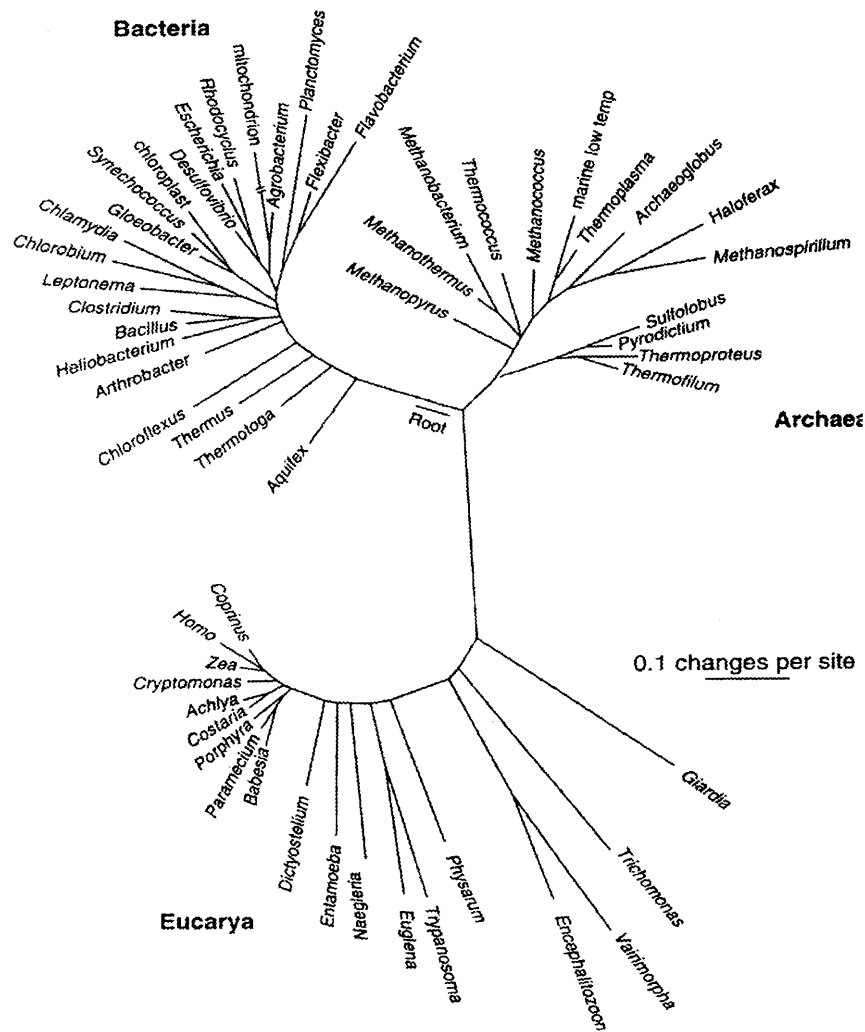 Bacteria
Planctomyces
Flavobacterium
mitochondrion
Rhodocyclus
Escherichia
Desulfovibrio
Agrobacterium
Flexibacter
chloroplast
Synechococcus
Gloeobacter
Chlamydia
Chlorobium
Leptonema
Clostridium
Bacillus
Heliobacterium
Arthrobacter
Chloroflexus
Thermus
Thermotoga
Aquifex
Root
Methanopyrus
Methanothermus
Methanobacterium
Thermococcus
Methanococcus
marine low temp
Thermoplasma
Archaeoglobus
Haloferax
Methanospirillum
Sulfolobus
Pyrodictium
Thermoproteus
Thermofilum
Archaea
Coprinus
Homo
Zea
Cryptomonas
Achlya
Costaria
Porphyra
Paramecium
Babesia
Dictyostelium
Entamoeba
Naegleria
Euglena
Trypanosoma
Physarum
Encephalitozoon
Vairimorpha
Trichomonas
Giardia
0.1 changes per site
Eucarya